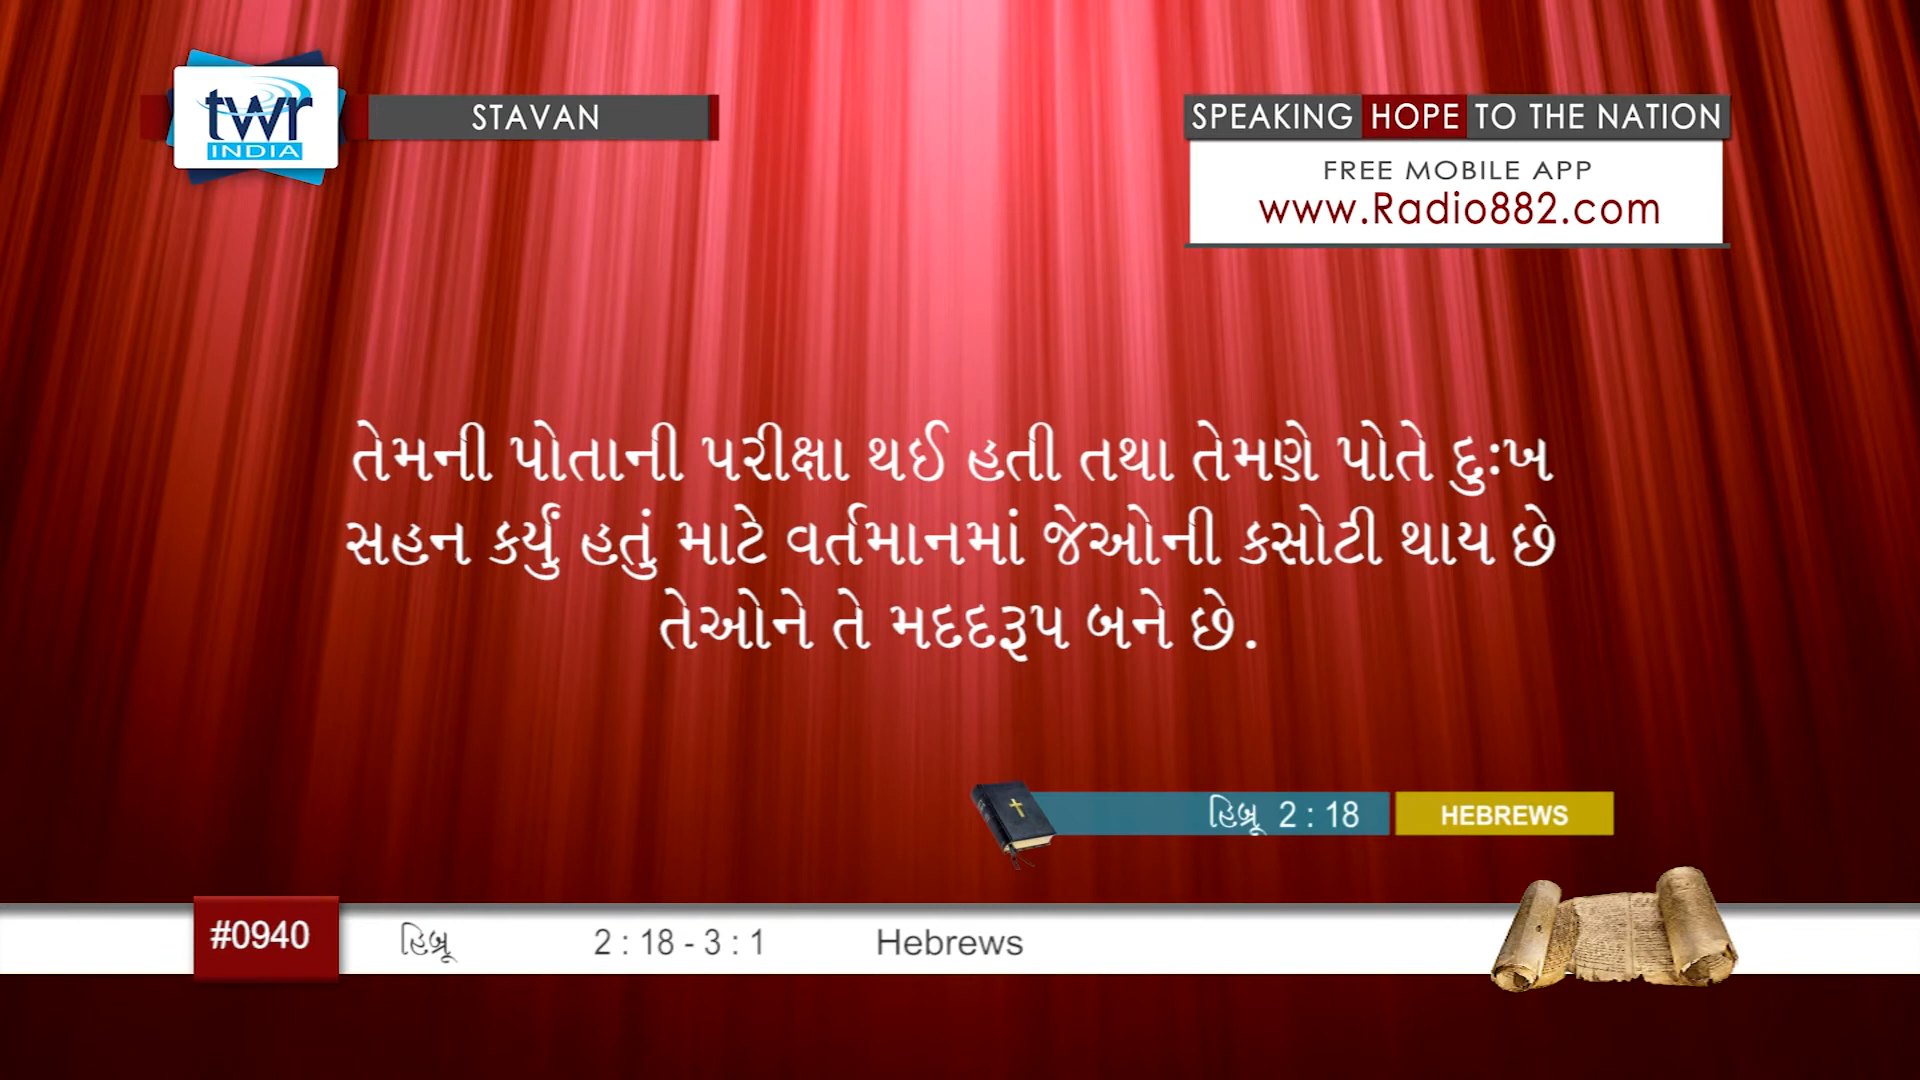 twr
INDIA
STAVAN
SPEAKING HOPE TO THE NATION
FREE MOBILE APP
www.Radio882.com
તેમની પોતાની પરીક્ષા થઈ હતી તથા તેમણે પોતે દુઃખ
સહન કર્યું હતું માટે વર્તમાનમાં જેઓની કસોટી થાય છે
તેઓને તે મદદરૂપ બને છે.
હિબ્રૂ 2 : 18 HEBREWS
#0940 હિબ્રૂ 2 : 18 - 3 : 1 Hebrews